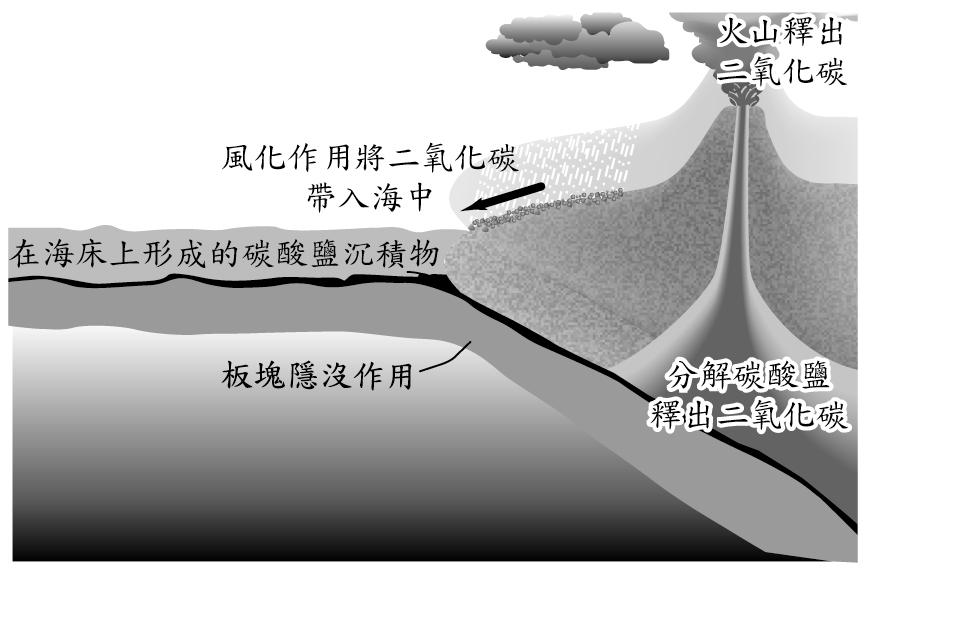 火山釋出
二氧化碳
風化作用將二氧化碳
帶入海中
在海床上形成的碳酸鹽沉積物
板塊隱沒作用
分解碳酸鹽
釋出二氧化碳